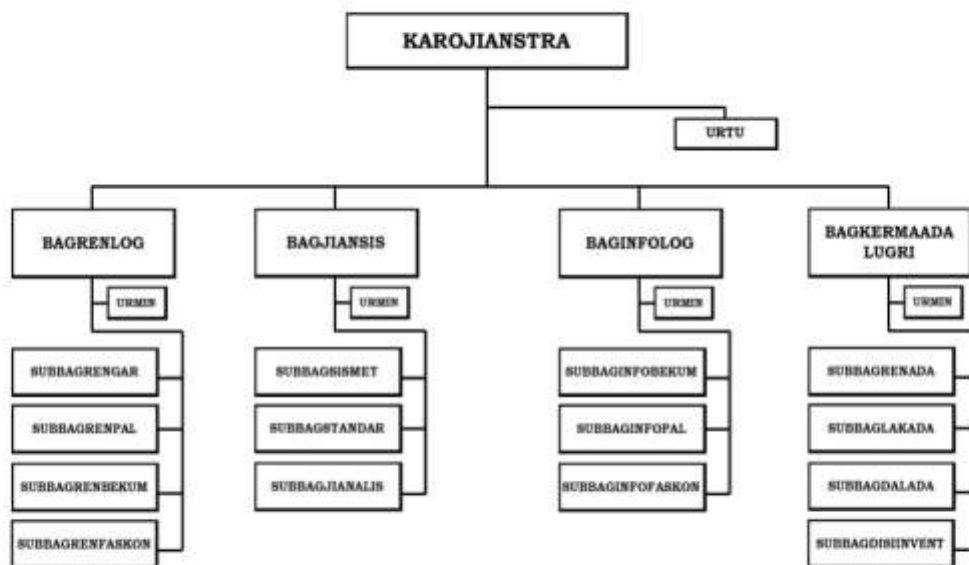 KAROJIANSTRA
URTU
BAGRENLOG
BAGJIANSIS
BAGINFOLOG
BAGKERMAADA
LUGRI
URMIN
URMIN
URMIN
URMIN
SUBBAGRENGAR
SUBBAGSISMET
SUBBAGINFOBEKUM
SUBBAGRENADA
SUBBAGRENPAL
SUBBAGSTANDAR
SUBBAGINFOPAL
SUBBAGLAKADA
SUBBAGRENBEKUM
SUBBAGJIANALIS
SUBBAGINFOFASKON
SUBBAGDALADA
SUBBAGRENFASKON
SUBBAGDISIINVENT